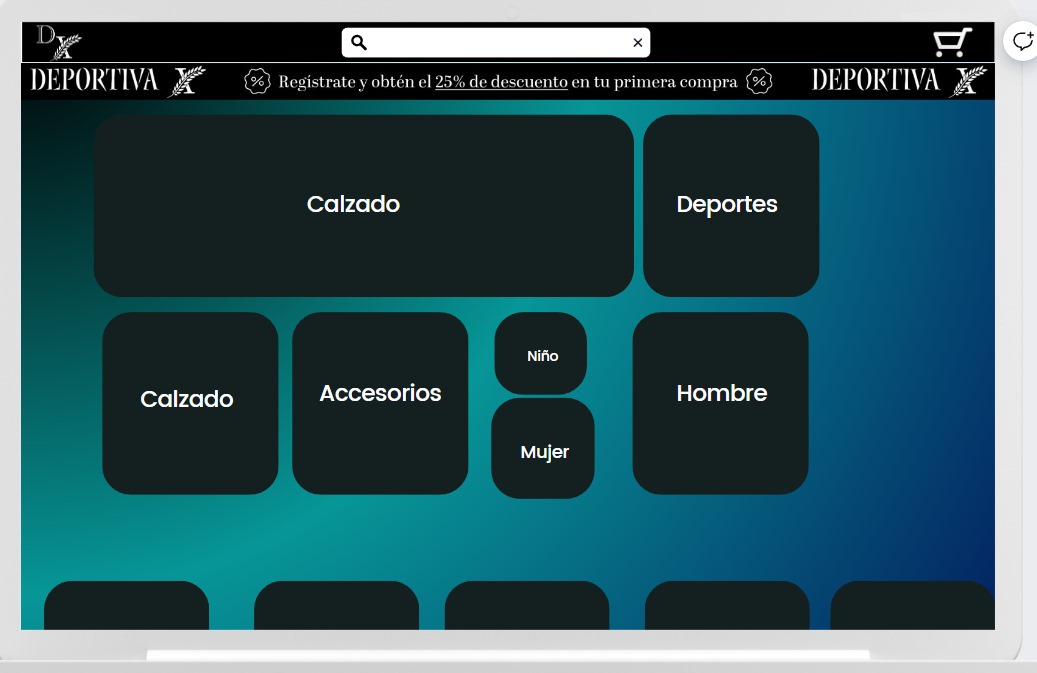 DX
DEPORTIVA X
% Regístrate y obtén el 25% de descuento en tu primera compra %
DEPORTIVA X
Calzado
Deportes
Calzado
Accesorios
Niño
Mujer
Hombre